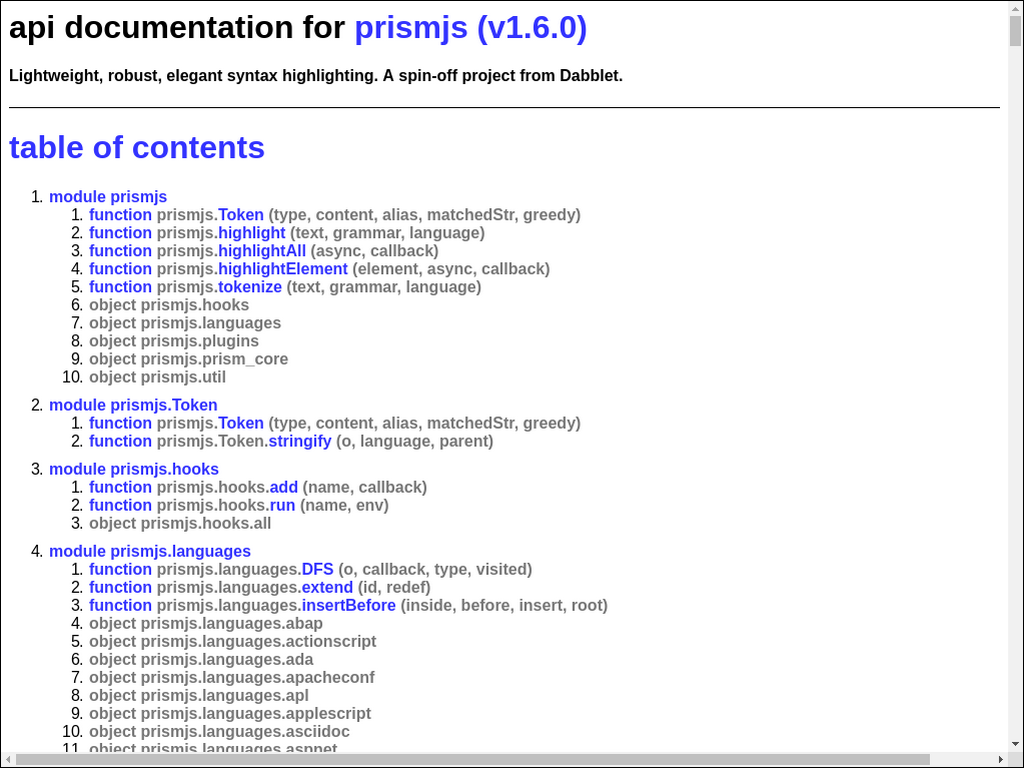 api documentation for prismjs (v1.6.0)
Lightweight, robust, elegant syntax highlighting. A spin-off project from Dabblet.
table of contents
1. module prismjs
1. function prismjs.Token (type, content, alias, matchedStr, greedy)
2. function prismjs.highlight (text, grammar, language)
3. function prismjs.highlightAll (async, callback)
4. function prismjs.highlightElement (element, async, callback)
5. function prismjs.tokenize (text, grammar, language)
6. object prismjs.hooks
7. object prismjs.languages
8. object prismjs.plugins
9. object prismjs.prism_core
10. object prismjs.util
2. module prismjs.Token
1. function prismjs.Token (type, content, alias, matchedStr, greedy)
2. function prismjs.Token.stringify (o, language, parent)
3. module prismjs.hooks
1. function prismjs.hooks.add (name, callback)
2. function prismjs.hooks.run (name, env)
3. object prismjs.hooks.all
4. module prismjs.languages
1. function prismjs.languages.DFS (o, callback, type, visited)
2. function prismjs.languages.extend (id, redef)
3. function prismjs.languages.insertBefore (inside, before, insert, root)
4. object prismjs.languages.abap
5. object prismjs.languages.actionscript
6. object prismjs.languages.ada
7. object prismjs.languages.apacheconf
8. object prismjs.languages.apl
9. object prismjs.languages.applescript
10. object prismjs.languages.asciidoc
11. object prismjs.languages.aspnet